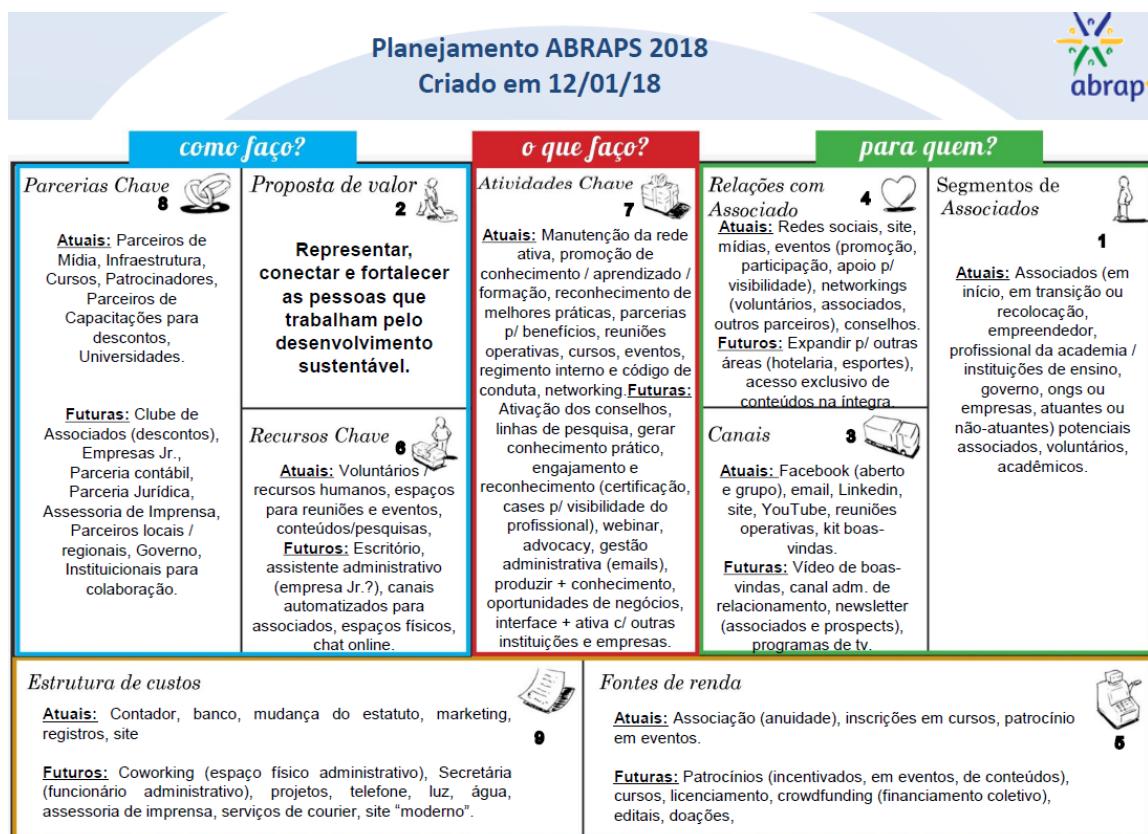 Planejamento ABRAPS 2018
Criado em 12/01/18
abrap
como faço?
o que faço?
para quem?
Parcerias Chave
8
Atuais: Parceiros de
Mídia, Infraestrutura,
Cursos, Patrocinadores,
Parceiros de
Capacitações para
descontos,
Universidades.
Futuras: Clube de
Associados (descontos),
Empresas Jr.,
Parceria contábil,
Parceria Jurídica,
Assessoria de Imprensa,
Parceiros locais /
regionais, Governo,
Instituicionais para
colaboração.
Proposta de valor
2
Representar,
conectar e fortalecer
as pessoas que
trabalham pelo
desenvolvimento
sustentável.
Recursos Chave
6
Atuais: Voluntários /
recursos humanos, espaços
para reuniões e eventos,
conteúdos/pesquisas,
Futuros: Escritório,
assistente administrativo
(empresa Jr.?), canais
automatizados para
associados, espaços físicos,
chat online.
Atividades Chave
7
Atuais: Manutenção da rede
ativa, promoção de
conhecimento / aprendizado /
formação, reconhecimento de
melhores práticas, parcerias
p/ benefícios, reuniões
operativas, cursos, eventos,
regimento interno e código de
conduta, networking.Futuras:
Ativação dos conselhos,
linhas de pesquisa, gerar
conhecimento prático,
engajamento e
reconhecimento (certificação,
cases p/ visibilidade do
profissional), webinar,
advocacy, gestão
administrativa (emails),
produzir + conhecimento,
oportunidades de negócios,
interface + ativa c/ outras
instituições e empresas.
Relações com
Associado
4
Atuais: Redes sociais, site,
mídias, eventos (promoção,
participação, apoio p/
visibilidade), networkings
(voluntários, associados,
outros parceiros), conselhos.
Futuros: Expandir p/ outras
áreas (hotelaria, esportes),
acesso exclusivo de
conteúdos na íntegra.
Canais
3
Atuais: Facebook (aberto
e grupo), email, Linkedin,
site, YouTube, reuniões
operativas, kit boas-
vindas.
Futuras: Vídeo de boas-
vindas, canal adm. de
relacionamento, newsletter
(associados e prospects),
programas de tv.
Segmentos de
Associados
1
Atuais: Associados (em
início, em transição ou
recolocação,
empreendedor,
profissional da academia /
instituições de ensino,
governo, ongs ou
empresas, atuantes ou
não-atuantes) potenciais
associados, voluntários,
acadêmicos.
Estrutura de custos
9
Atuais: Contador, banco, mudança do estatuto, marketing,
registros, site
Futuros: Coworking (espaço físico administrativo), Secretária
(funcionário administrativo), projetos, telefone, luz, água,
assessoria de imprensa, serviços de courier, site “moderno”.
Fontes de renda
5
Atuais: Associação (anuidade), inscrições em cursos, patrocínio
em eventos.
Futuras: Patrocínios (incentivados, em eventos, de conteúdos),
cursos, licenciamento, crowdfunding (financiamento coletivo),
editais, doações,